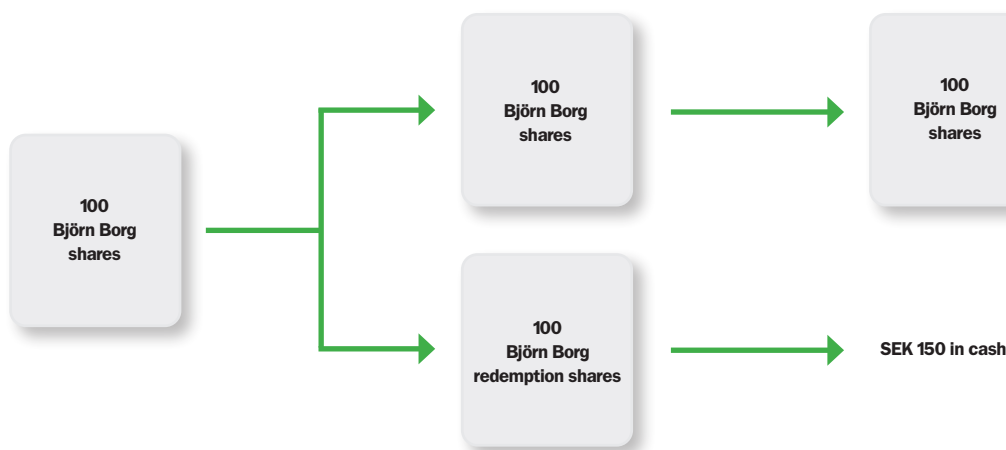 100
Björn Borg
shares
100
Björn Borg
shares
100
Björn Borg
redemption shares
100
Björn Borg
shares
SEK 150 in cash